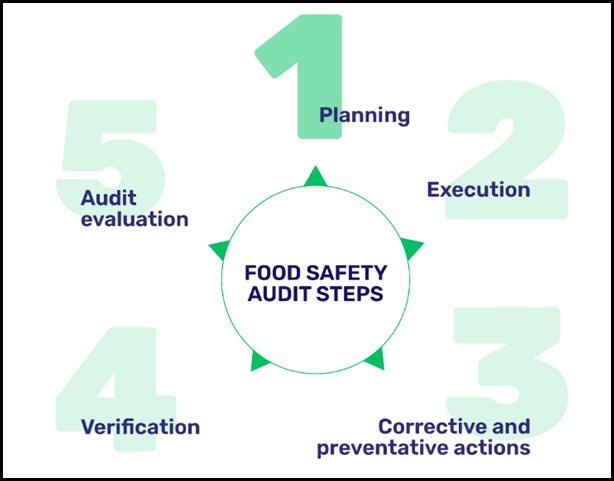 1
Planning
2
Execution
3
Corrective and
preventative actions
4
Verification
5
Audit
evaluation
FOOD SAFETY
AUDIT STEPS